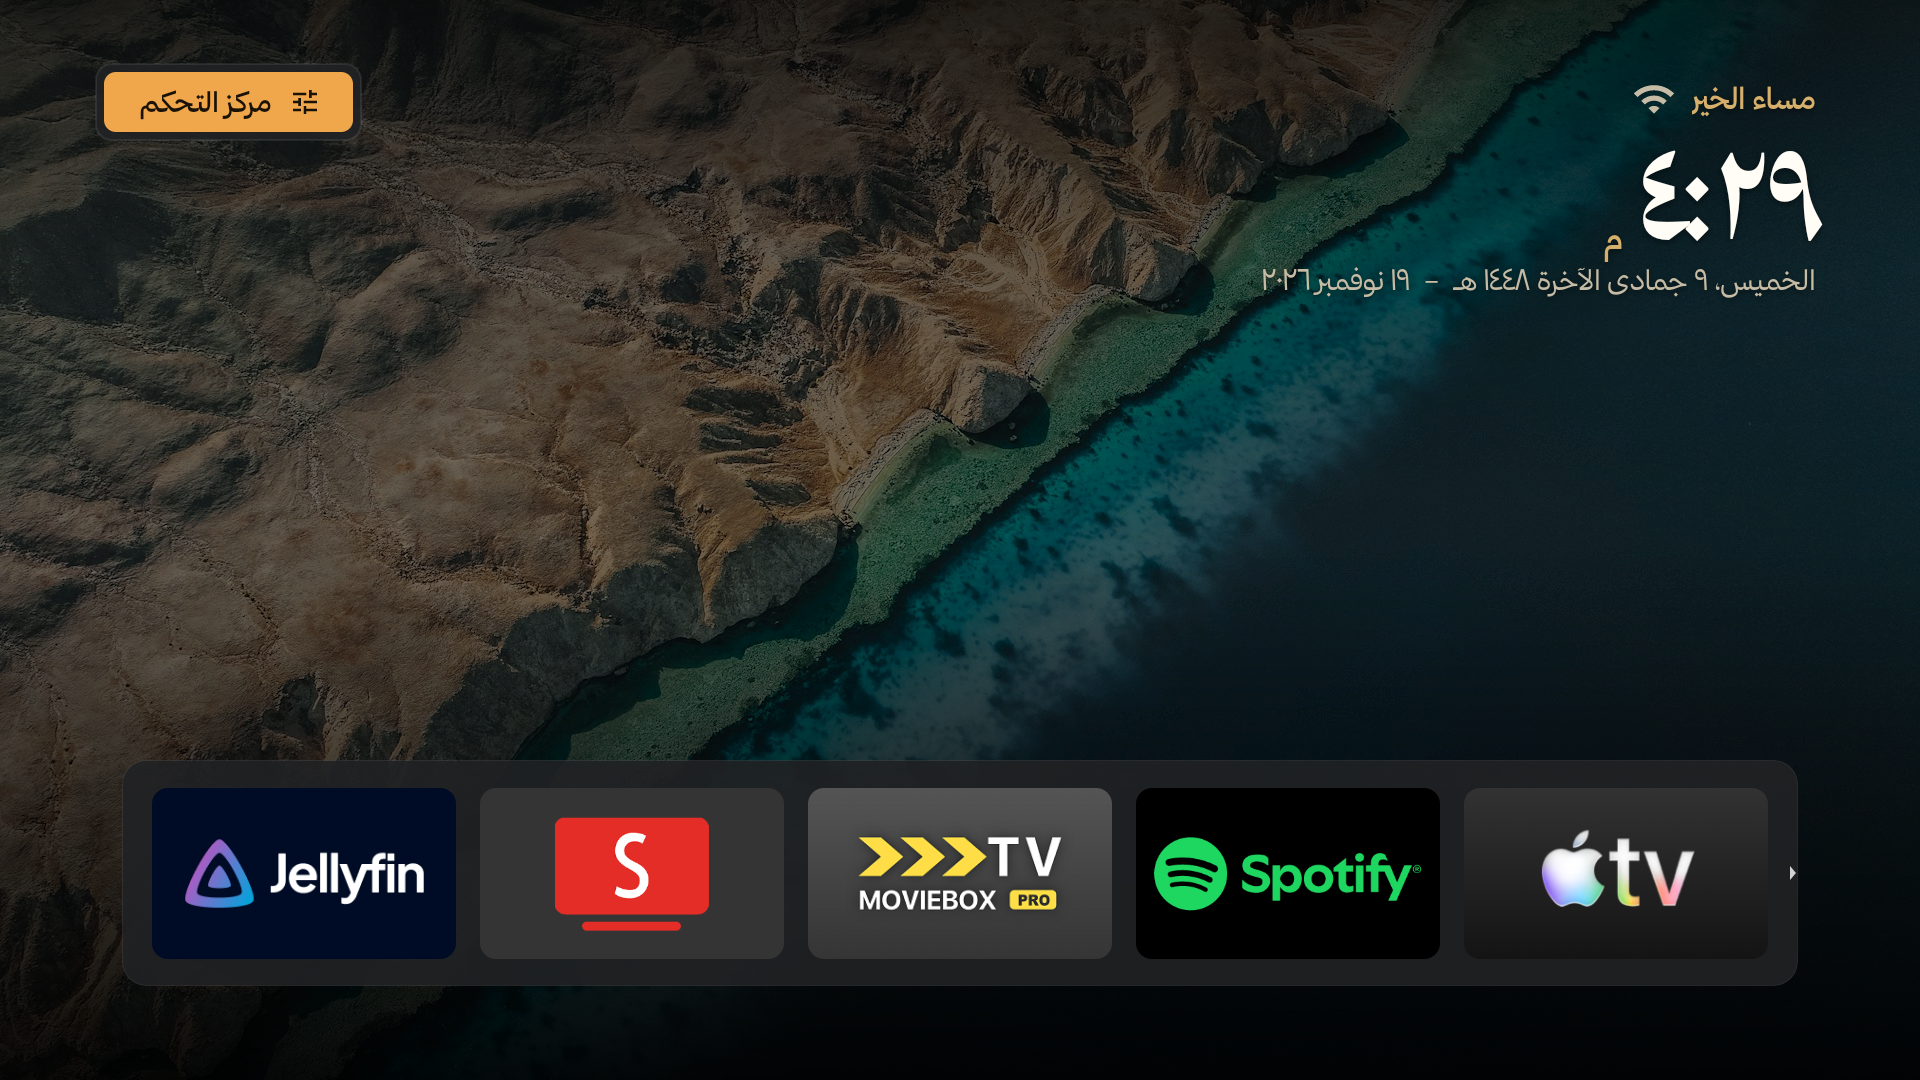 مساء الخير
٤:٢٩ م
الخميس، ٩ جمادى الآخرة ١٤٤٨ هـ - ١٩ نوفمبر ٢٠٢٦
مركز التحكم
tv
Spotify®
TV
MOVIEBOX PRO
S
Jellyfin